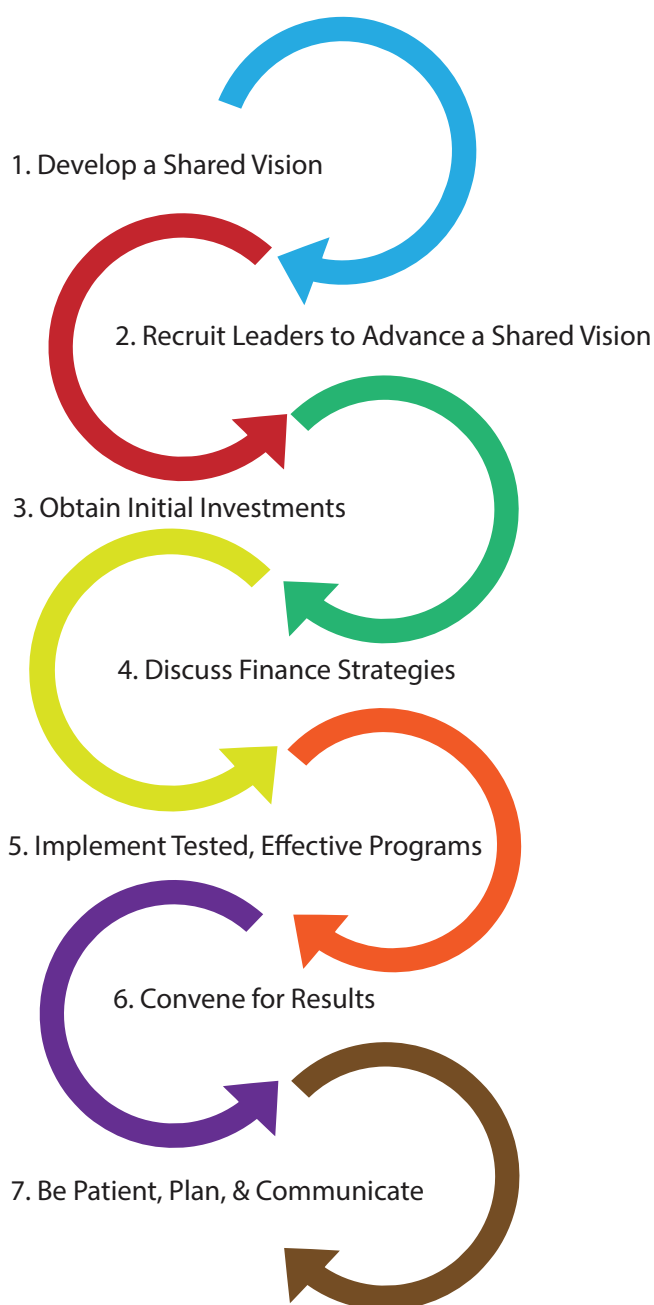 1. Develop a Shared Vision
2. Recruit Leaders to Advance a Shared Vision
3. Obtain Initial Investments
4. Discuss Finance Strategies
5. Implement Tested, Effective Programs
6. Convene for Results
7. Be Patient, Plan, & Communicate